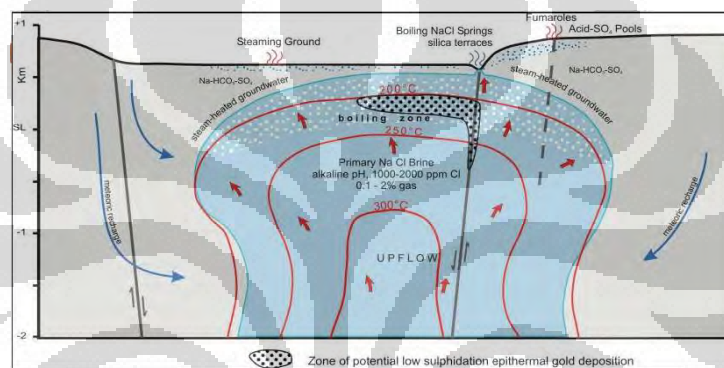 Fumaroles
Steaming Ground
Boiling NaCl Springs
silica terraces
Acid-SO₄ Pools
+1
Km
SL
-1
-2
Na-HCO₃-SO₄
Na-HCO₃-SO₄
steam-heated groundwater
steam-heated groundwater
200°C
boiling zone
250°C
Primary Na Cl Brine
alkaline pH, 1000-2000 ppm Cl
0.1 - 2% gas
300°C
UPFLOW
meteoric recharge
meteoric recharge
Zone of potential low sulphidation epithermal gold deposition